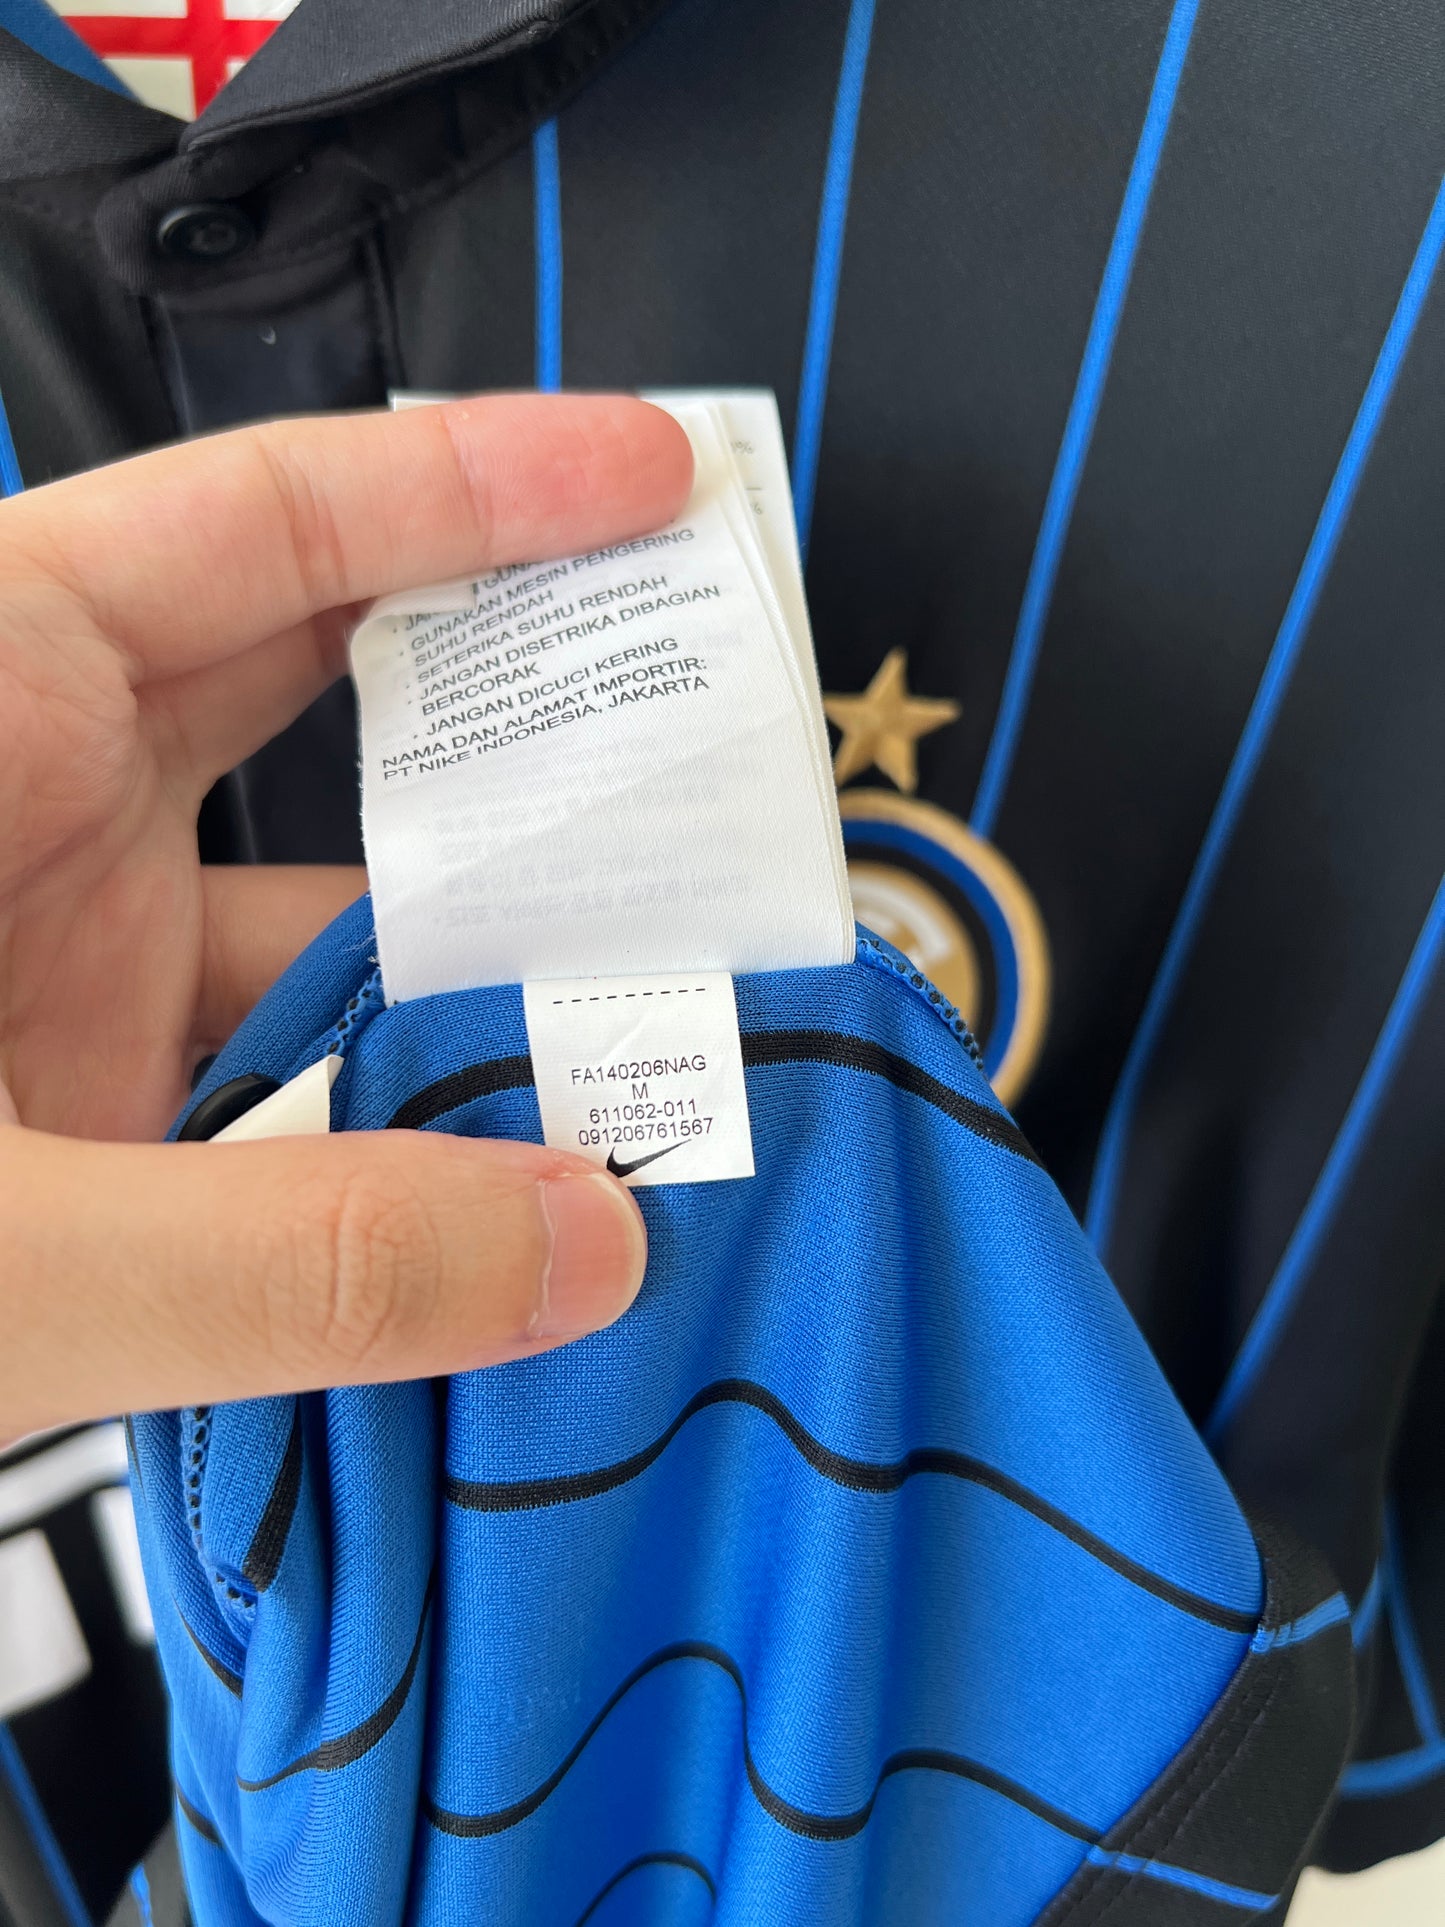 %
%
GUNAKAN MESIN PENGERING
SUHU RENDAH
· SETERIKA SUHU RENDAH
· JANGAN DISETRIKA DIBAGIAN
BERCORAK
· JANGAN DICUCI KERING
NAMA DAN ALAMAT IMPORTIR:
PT NIKE INDONESIA, JAKARTA
FA140206NAG
M
611062-011
091206761567